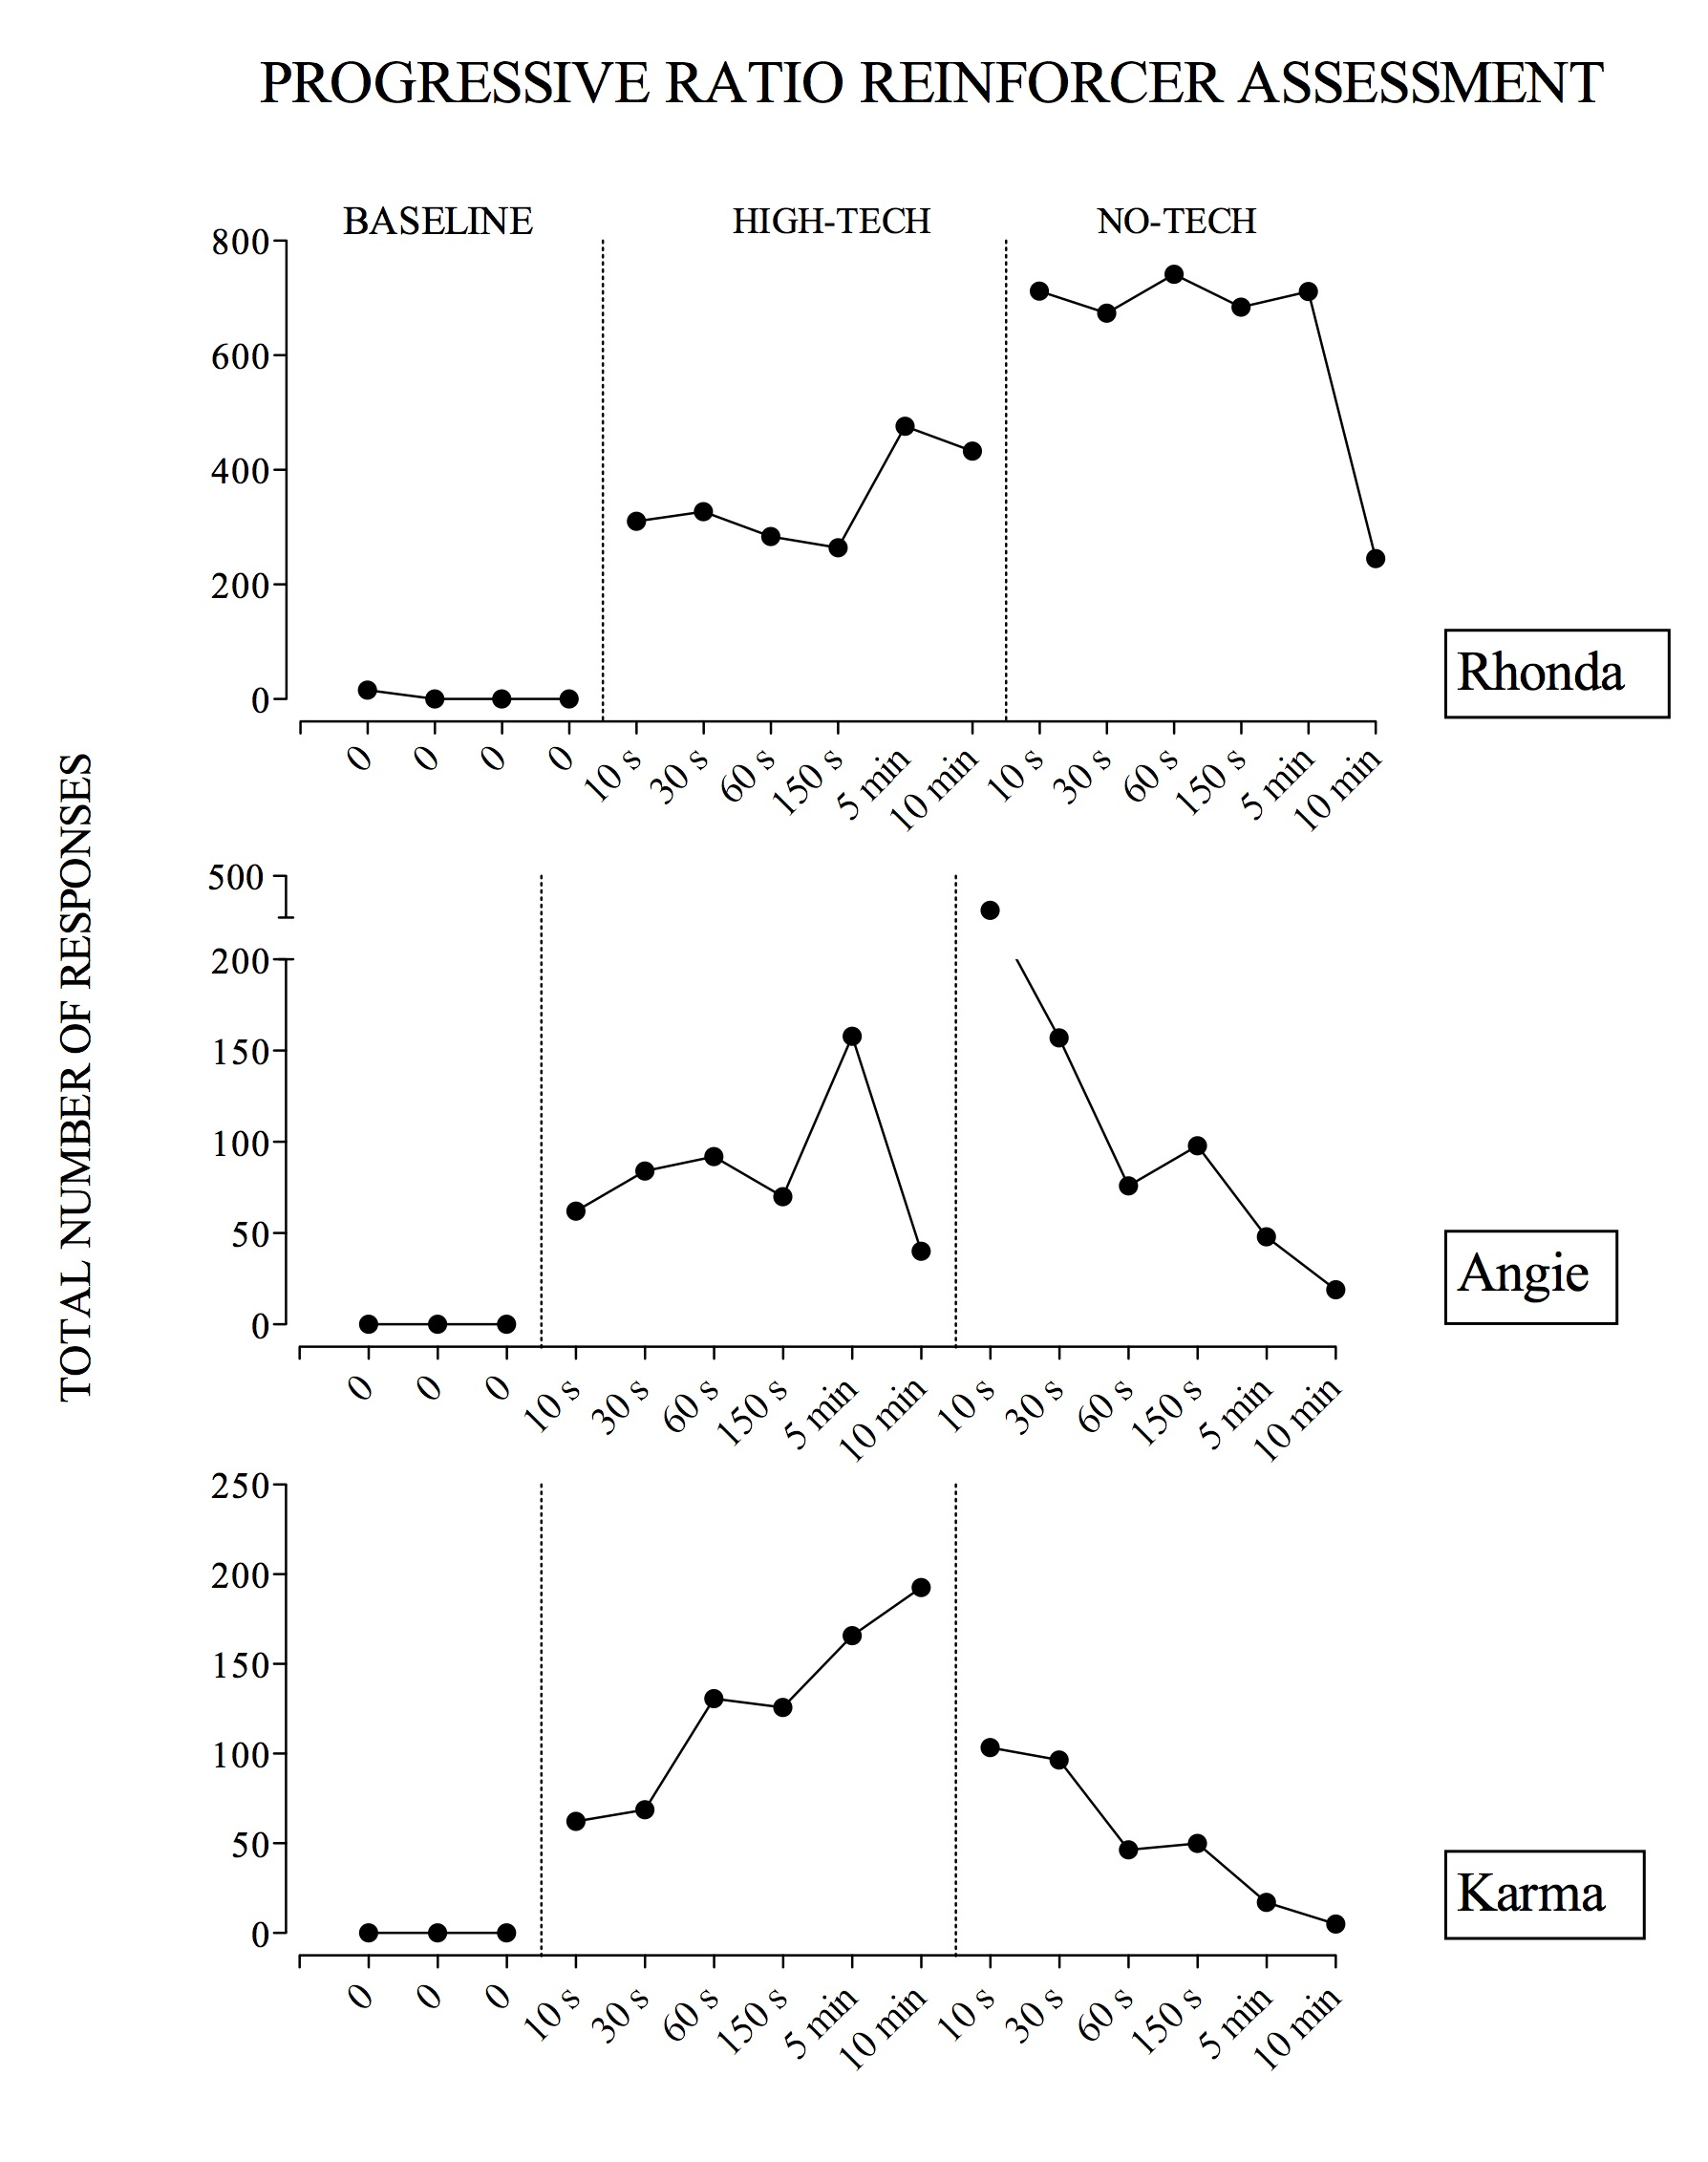 PROGRESSIVE RATIO REINFORCER ASSESSMENT
TOTAL NUMBER OF RESPONSES
BASELINE
HIGH-TECH
NO-TECH
800
600
400
200
0
0 0 0 0 10 s 30 s 60 s 150 s 5 min 10 min 10 s 30 s 60 s 150 s 5 min 10 min
Rhonda
500
200
150
100
50
0
0 0 0 10 s 30 s 60 s 150 s 5 min 10 min 10 s 30 s 60 s 150 s 5 min 10 min
Angie
250
200
150
100
50
0
0 0 0 10 s 30 s 60 s 150 s 5 min 10 min 10 s 30 s 60 s 150 s 5 min 10 min
Karma